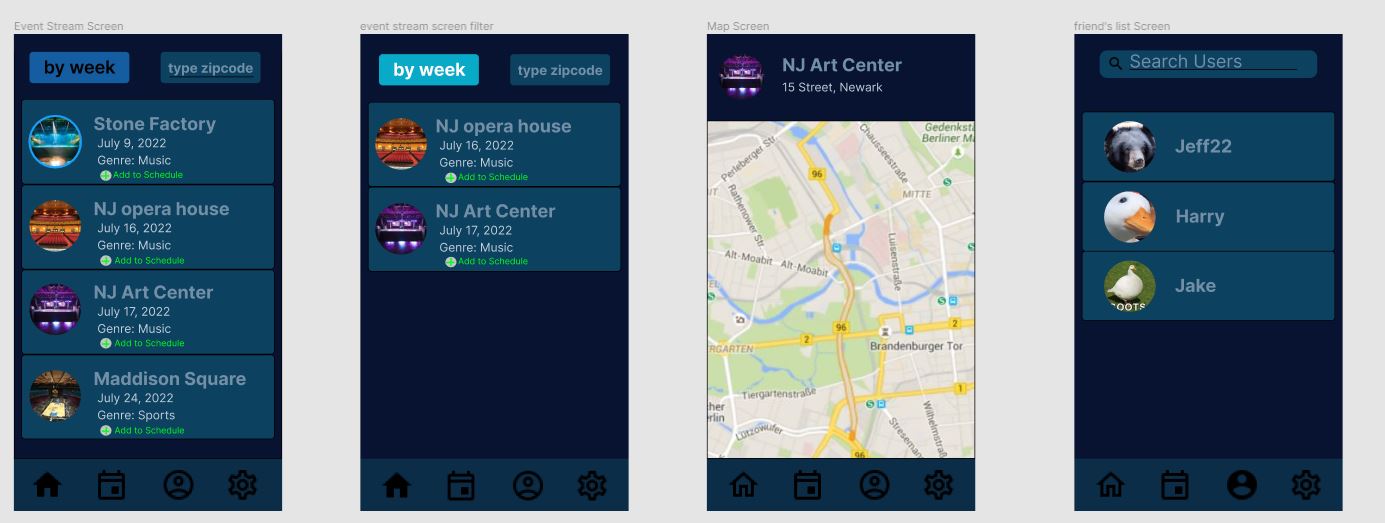 Event Stream Screen
by week
type zipcode
Stone Factory
July 9, 2022
Genre: Music
Add to Schedule
NJ opera house
July 16, 2022
Genre: Music
Add to Schedule
NJ Art Center
July 17, 2022
Genre: Music
Add to Schedule
Maddison Square
July 24, 2022
Genre: Sports
Add to Schedule
event stream screen filter
by week
type zipcode
NJ opera house
July 16, 2022
Genre: Music
Add to Schedule
NJ Art Center
July 17, 2022
Genre: Music
Add to Schedule
Map Screen
NJ Art Center
15 Street, Newark
Gedenkst
Berliner M
Chausseestraße
Perleberger Str
96
MITTE
Rathenower Str
Luisenstraße
Alt-Moabit
Alt-Moabit
96
2
2
RGARTEN
Brandenburger Tor
1
Tiergartenstraße
cher
erlin
Lützowufer
Streseman
Wilhelmstraß
96
friend's list Screen
Search Users
Jeff22
Harry
Jake